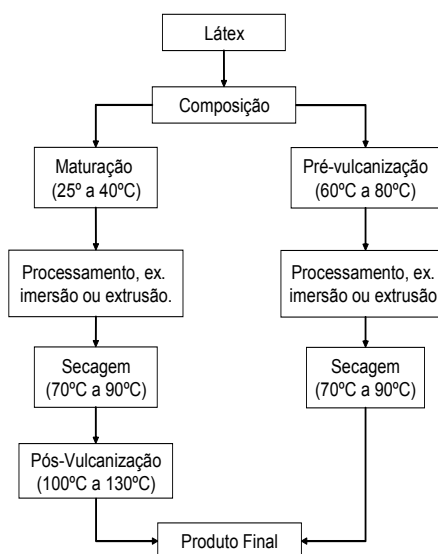 Látex
Composição
Maturação
(25º a 40ºC)
Pré-vulcanização
(60ºC a 80ºC)
Processamento, ex.
imersão ou extrusão.
Processamento, ex.
imersão ou extrusão
Secagem
(70ºC a 90ºC)
Secagem
(70ºC a 90ºC)
Pós-Vulcanização
(100ºC a 130ºC)
Produto Final